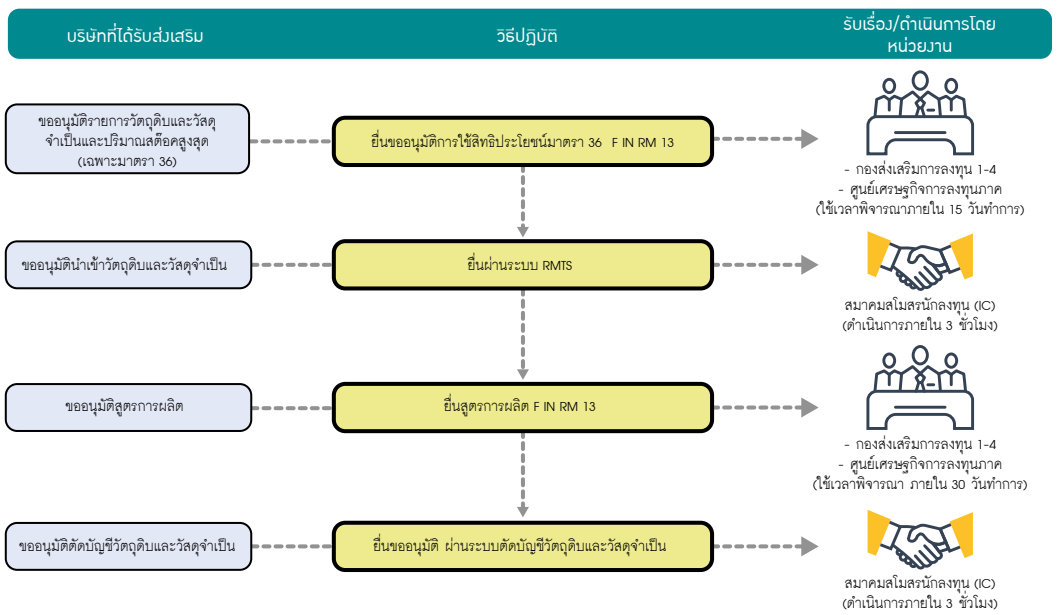 บริษัทที่ได้รับส่งเสริม
วิธีปฏิบัติ
รับเรื่อง/ดำเนินการโดย
หน่วยงาน
ขออนุมัติรายการวัตถุดิบและวัสดุ
จำเป็นและปริมาณสต๊อคสูงสุด
(เฉพาะมาตรา 36)
ยื่นขออนุมัติการใช้สิทธิประโยชน์มาตรา 36 F IN RM 13
- กองส่งเสริมการลงทุน 1-4
- ศูนย์เศรษฐกิจการลงทุนภาค
(ใช้เวลาพิจารณาภายใน 15 วันทำการ)
ขออนุมัตินำเข้าวัตถุดิบและวัสดุจำเป็น
ยื่นผ่านระบบ RMTS
สมาคมสโมสรนักลงทุน (IC)
(ดำเนินการภายใน 3 ชั่วโมง)
ขออนุมัติสูตรการผลิต
ยื่นสูตรการผลิต F IN RM 13
- กองส่งเสริมการลงทุน 1-4
- ศูนย์เศรษฐกิจการลงทุนภาค
(ใช้เวลาพิจารณา ภายใน 30 วันทำการ)
ขออนุมัติตัดบัญชีวัตถุดิบและวัสดุจำเป็น
ยื่นขออนุมัติ ผ่านระบบตัดบัญชีวัตถุดิบและวัสดุจำเป็น
สมาคมสโมสรนักลงทุน (IC)
(ดำเนินการภายใน 3 ชั่วโมง)